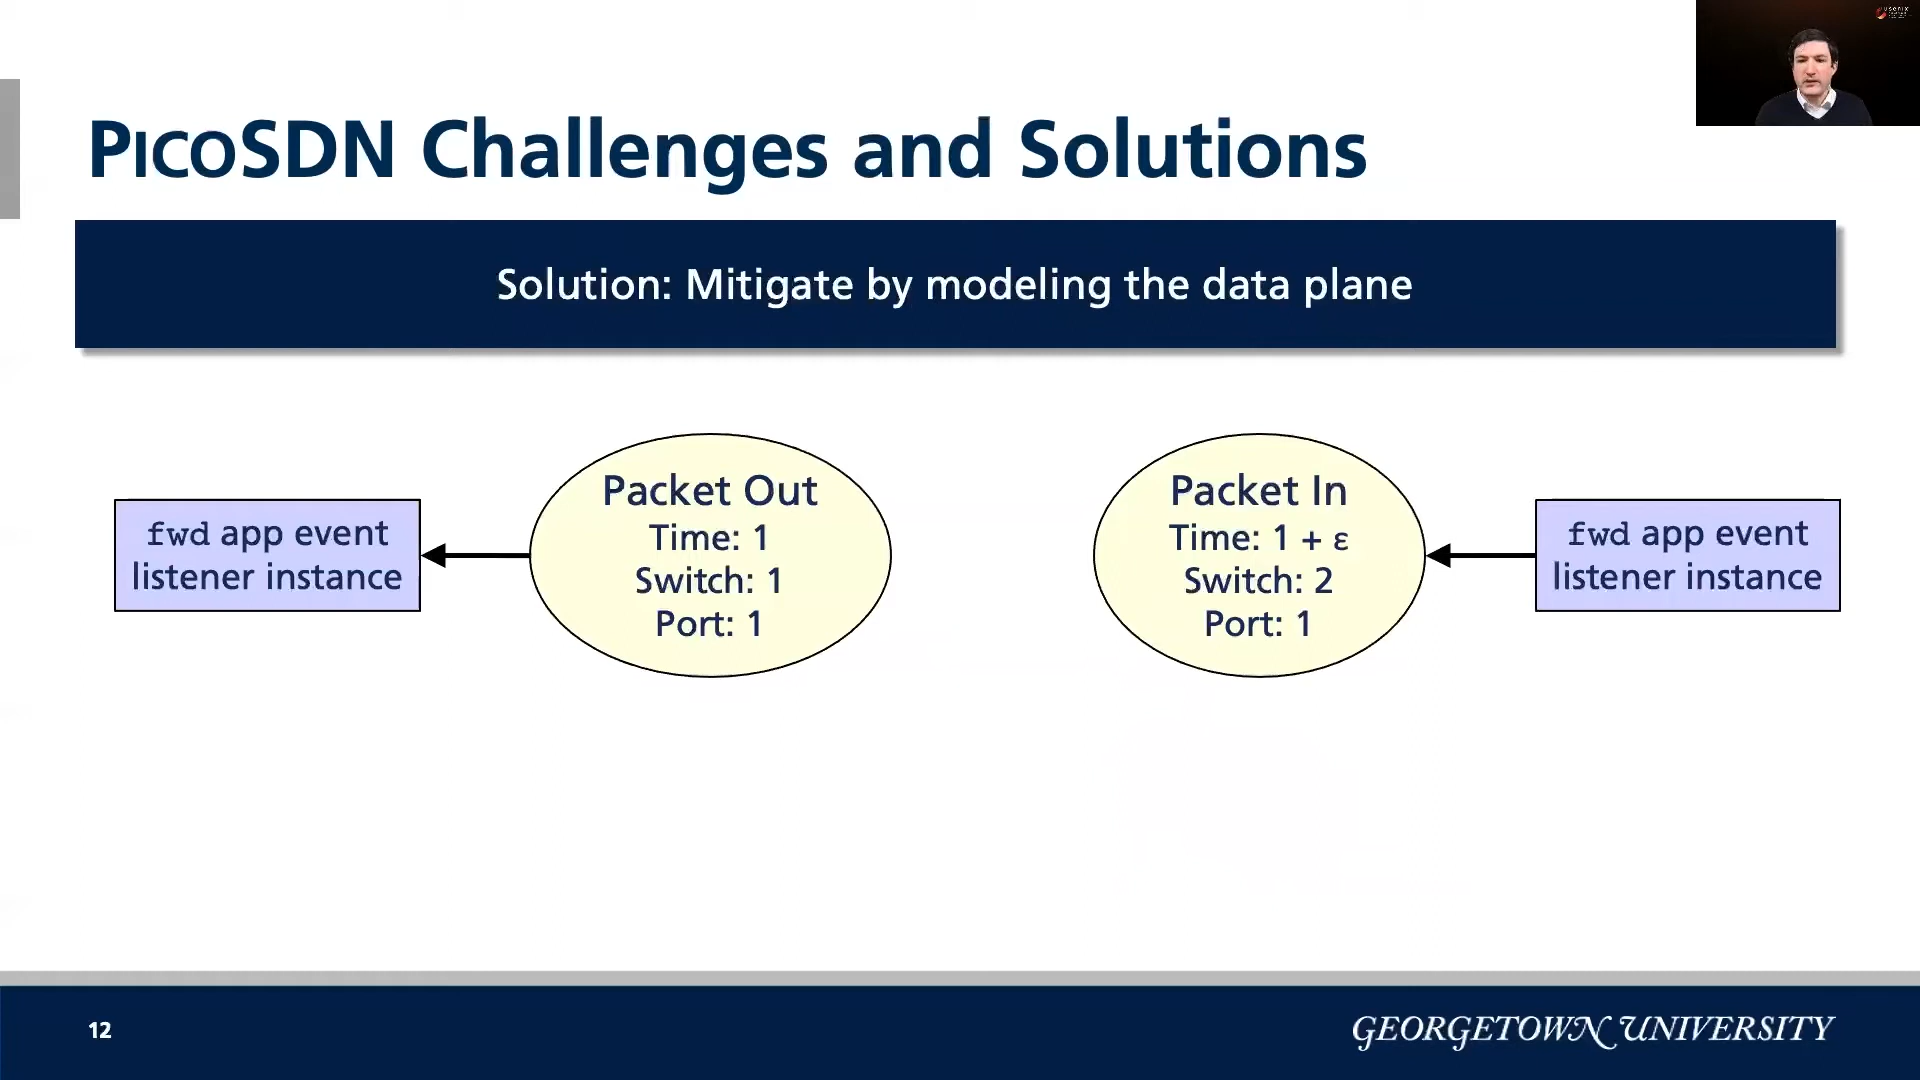 PICOSDN Challenges and Solutions
Solution: Mitigate by modeling the data plane
fwd app event
listener instance
Packet Out
Time: 1
Switch: 1
Port: 1
Packet In
Time: 1 + ε
Switch: 2
Port: 1
fwd app event
listener instance
12
GEORGETOWN UNIVERSITY
usenix